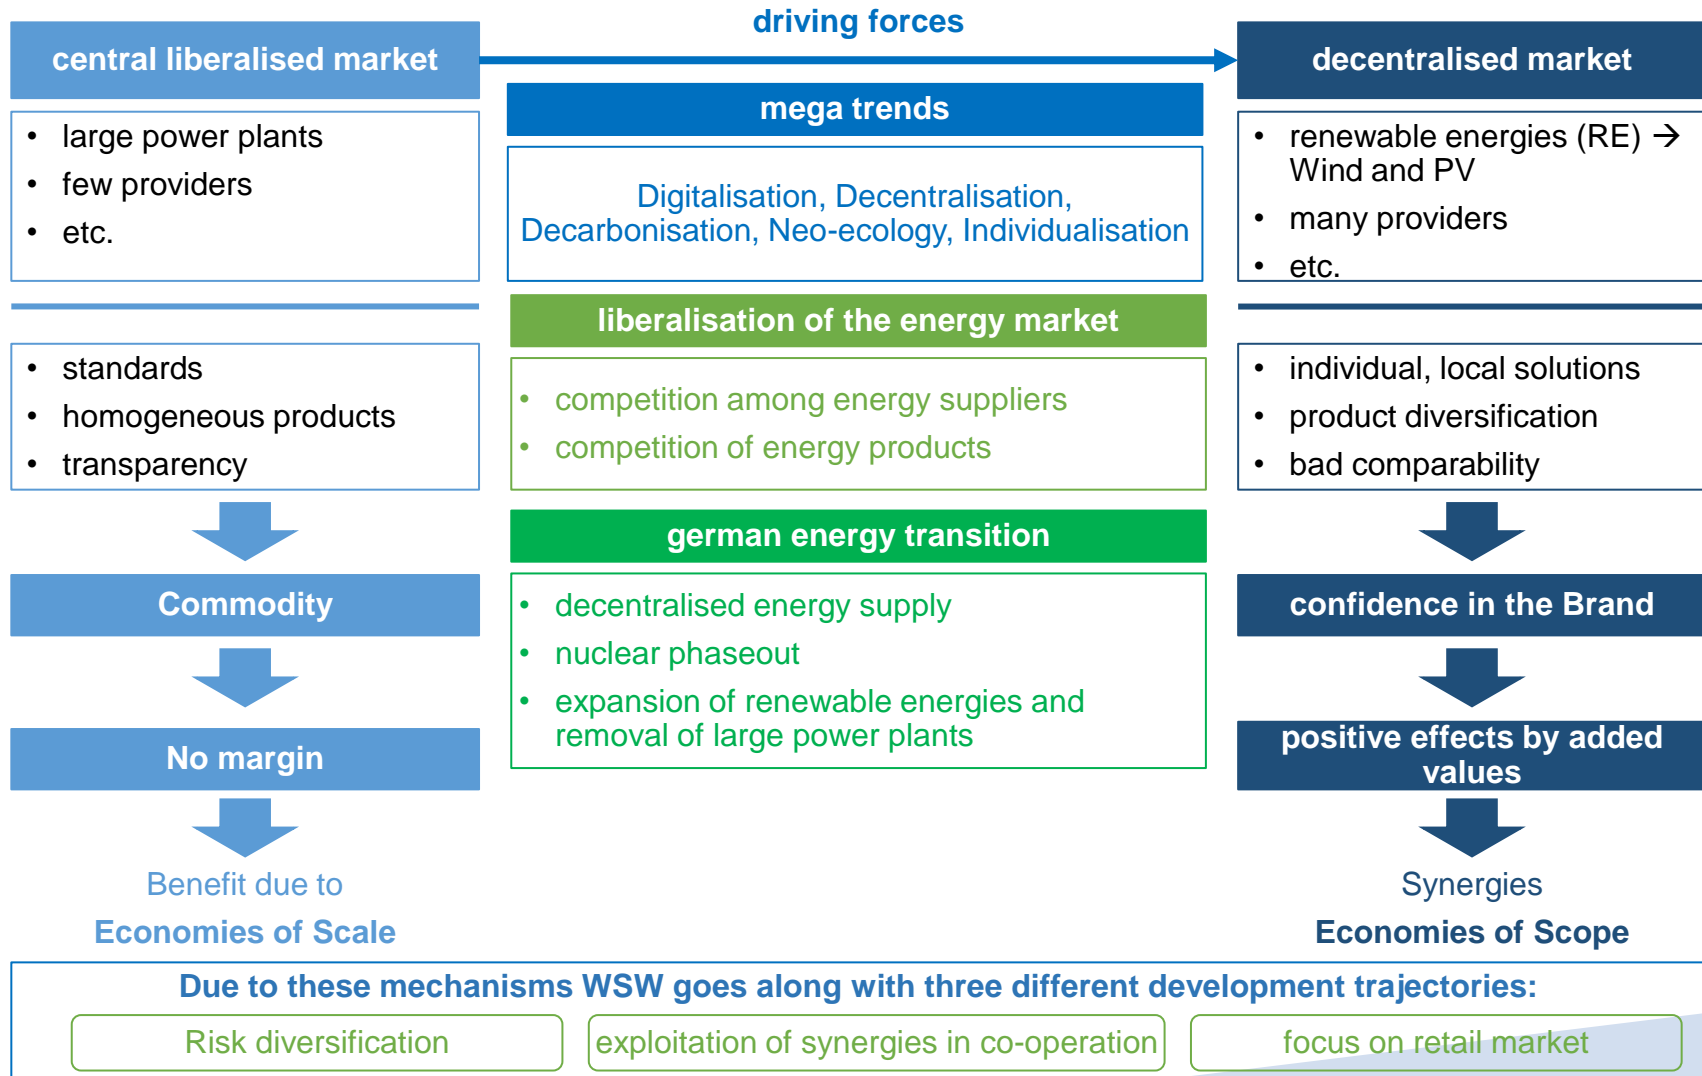 driving forces
central liberalised market
decentralised market
mega trends
• large power plants
• few providers
• etc.
Digitalisation, Decentralisation,
Decarbonisation, Neo-ecology, Individualisation
• renewable energies (RE) →
Wind and PV
• many providers
• etc.
liberalisation of the energy market
• standards
• homogeneous products
• transparency
• competition among energy suppliers
• competition of energy products
• individual, local solutions
• product diversification
• bad comparability
german energy transition
• decentralised energy supply
• nuclear phaseout
• expansion of renewable energies and
removal of large power plants
Commodity
No margin
Benefit due to
Economies of Scale
confidence in the Brand
positive effects by added
values
Synergies
Economies of Scope
Due to these mechanisms WSW goes along with three different development trajectories:
Risk diversification
exploitation of synergies in co-operation
focus on retail market